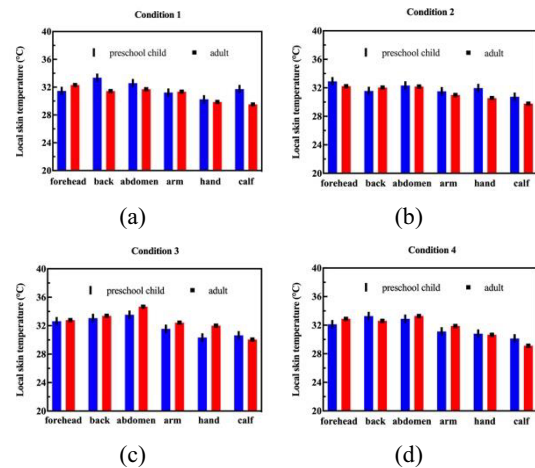 Condition 1
Local skin temperature (°C)
40
36
32
28
24
20
preschool child adult
forehead back abdomen arm hand calf
(a)
Condition 2
Local skin temperature (°C)
40
36
32
28
24
20
preschool child adult
forehead back abdomen arm hand calf
(b)
Condition 3
Local skin temperature (°C)
40
36
32
28
24
20
preschool child adult
forehead back abdomen arm hand calf
(c)
Condition 4
Local skin temperature (°C)
40
36
32
28
24
20
preschool child adult
forehead back abdomen arm hand calf
(d)